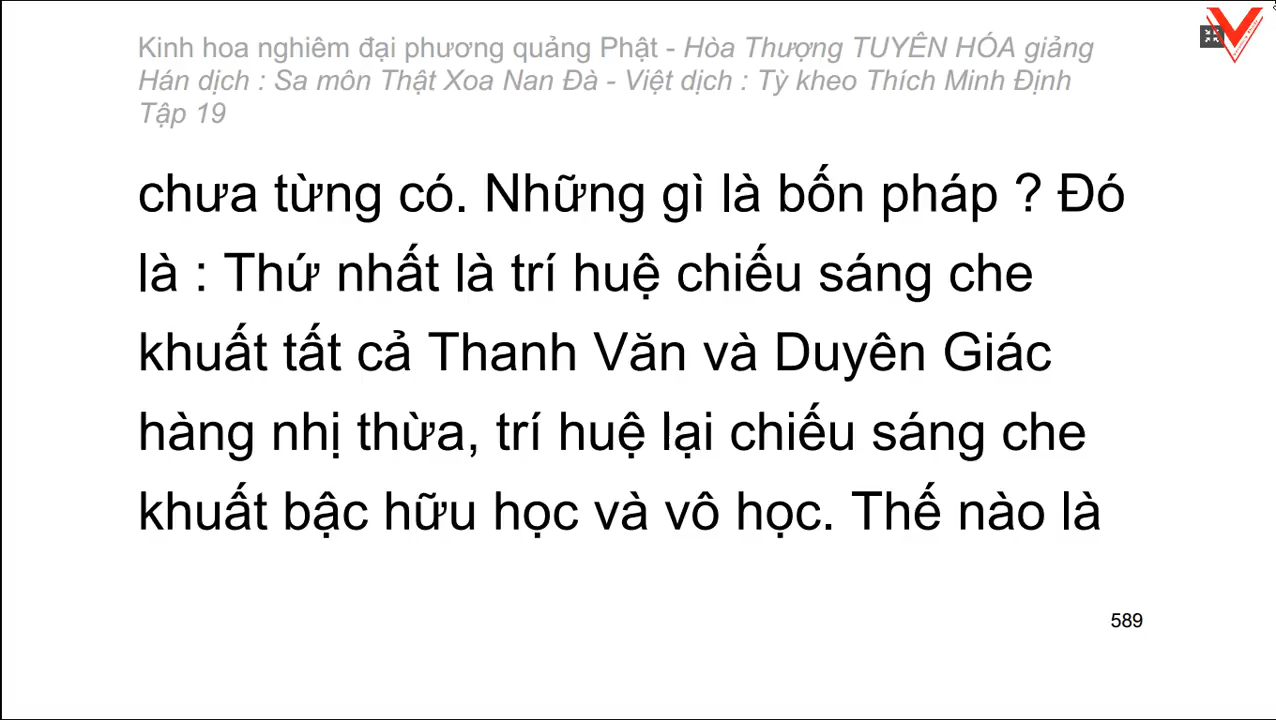 Kinh hoa nghiêm đại phương quảng Phật - Hòa Thượng TUYÊN HÓA giảng
Hán dịch : Sa môn Thật Xoa Nan Đà - Việt dịch : Tỳ kheo Thích Minh Định
Tập 19
chưa từng có. Những gì là bốn pháp ? Đó
là : Thứ nhất là trí huệ chiếu sáng che
khuất tất cả Thanh Văn và Duyên Giác
hàng nhị thừa, trí huệ lại chiếu sáng che
khuất bậc hữu học và vô học. Thế nào là
589